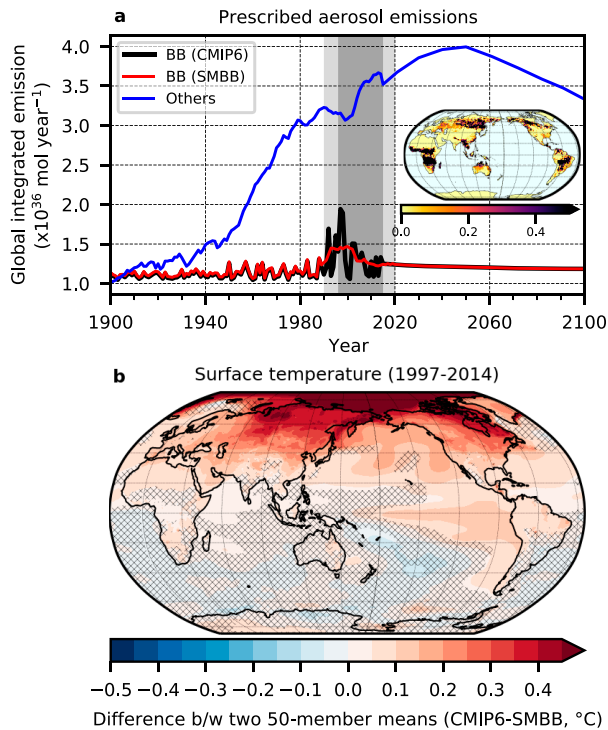 a Prescribed aerosol emissions
BB (CMIP6)
BB (SMBB)
Others
Global integrated emission
(x10³⁶ mol year⁻¹)
4.0
3.5
3.0
2.5
2.0
1.5
1.0
0.0 0.2 0.4
1900 1940 1980 2020 2060 2100
Year
b Surface temperature (1997-2014)
−0.5 −0.4 −0.3 −0.2 −0.1 0.0 0.1 0.2 0.3 0.4
Difference b/w two 50-member means (CMIP6-SMBB, °C)